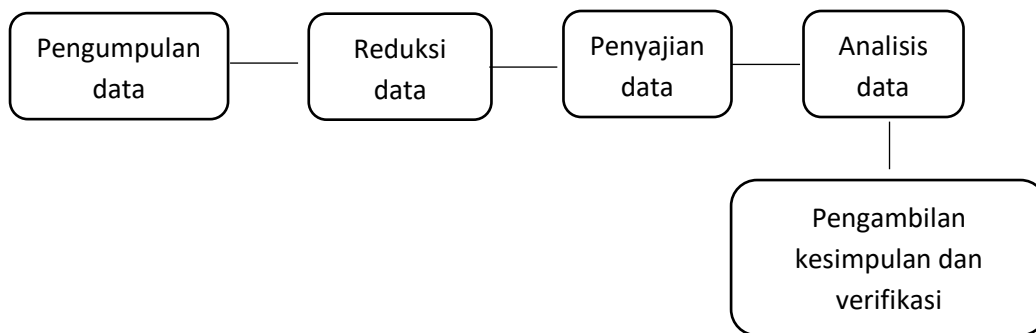 Pengumpulan
data
Reduksi
data
Penyajian
data
Analisis
data
Pengambilan
kesimpulan dan
verifikasi